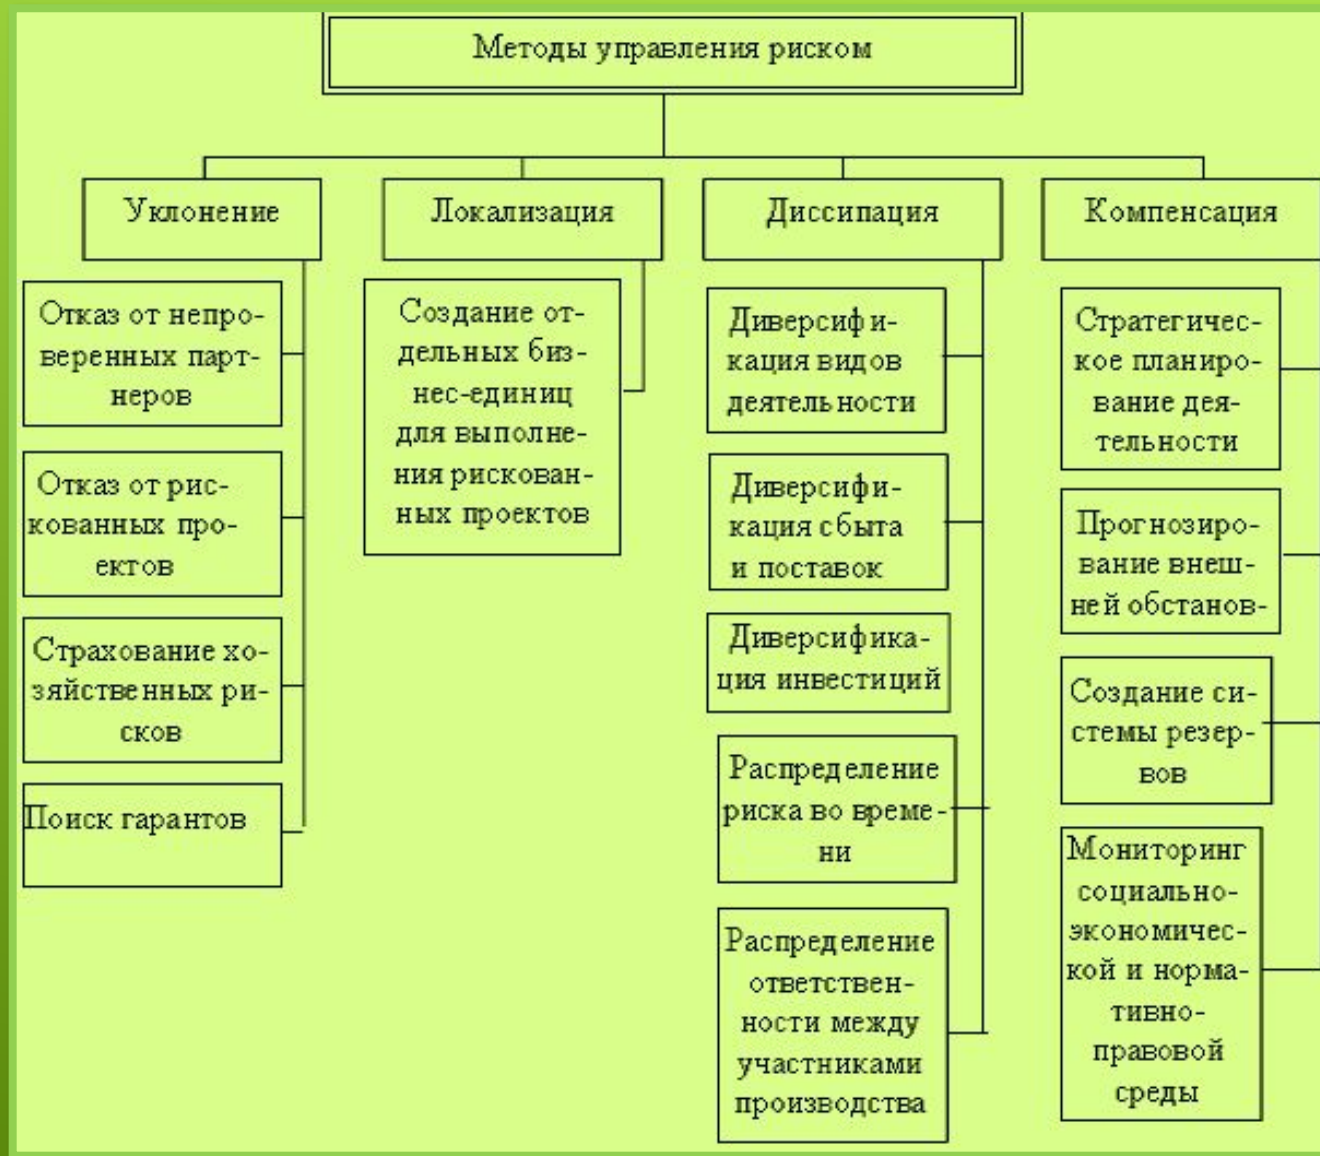 Методы управления риском
Уклонение
Отказ от непро-
веренных парт-
неров
Отказ от рис-
кованных про-
ектов
Страхование хо-
зяйственных ри-
сков
Поиск гарантов
Локализация
Создание от-
дельных биз-
нес-единиц
для выполне-
ния рискован-
ных проектов
Диссипация
Диверсифи-
кация видов
деятельности
Диверсифи-
кация сбыта
и поставок
Диверсифика-
ция инвестиций
Распределение
риска во време-
ни
Распределение
ответствен-
ности между
участниками
производства
Компенсация
Стратегичес-
кое планиро-
вание дея-
тельности
Прогнозиро-
вание внеш-
ней обстанов-
Создание си-
стемы резер-
вов
Мониторинг
социально-
экономичес-
кой и норма-
тивно-
правовой
среды